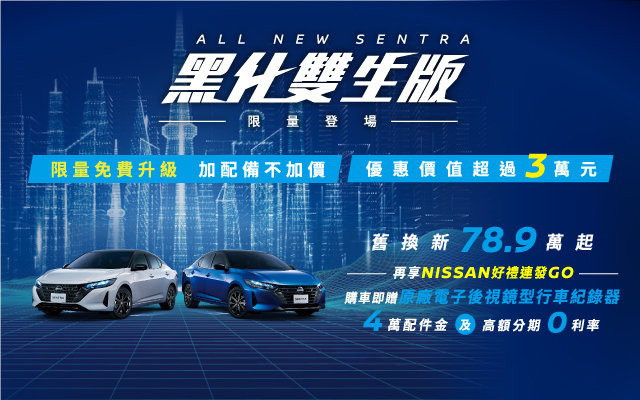 ALL NEW SENTRA
黑化雙生版
限量登場
限量免費升級 加配備不加價
優惠價值超過3萬元
舊換新78.9萬起
再享NISSAN好禮連發GO
購車即贈原廠電子後視鏡型行車紀錄器
4萬配件金及高額分期0利率
SENTRA